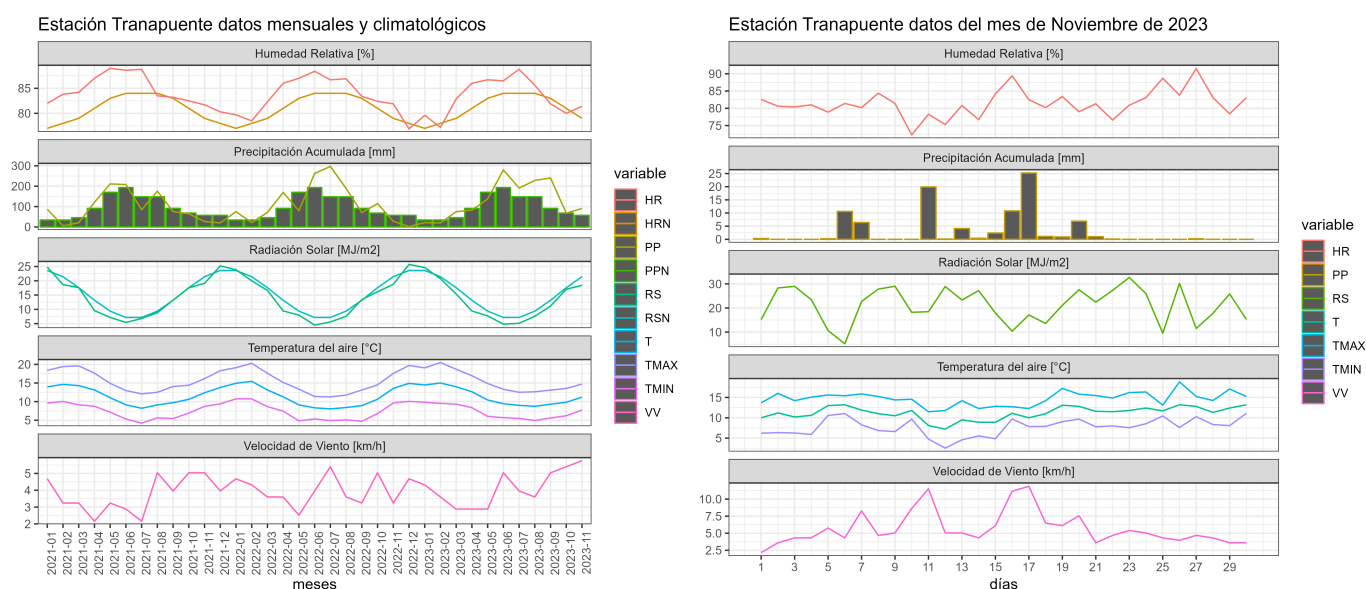 Estación Tranapuente datos mensuales y climatológicos
Humedad Relativa [%]
85
80
Precipitación Acumulada [mm]
300
200
100
0
Radiación Solar [MJ/m2]
25
20
15
10
5
Temperatura del aire [°C]
20
15
10
5
Velocidad de Viento [km/h]
5
4
3
2
2021-01
2021-02
2021-03
2021-04
2021-05
2021-06
2021-07
2021-08
2021-09
2021-10
2021-11
2021-12
2022-01
2022-02
2022-03
2022-04
2022-05
2022-06
2022-07
2022-08
2022-09
2022-10
2022-11
2022-12
2023-01
2023-02
2023-03
2023-04
2023-05
2023-06
2023-07
2023-08
2023-09
2023-10
2023-11
meses
variable
HR
HRN
PP
PPN
RS
RSN
T
TMAX
TMIN
VV
Estación Tranapuente datos del mes de Noviembre de 2023
Humedad Relativa [%]
90
85
80
75
Precipitación Acumulada [mm]
25
20
15
10
5
0
Radiación Solar [MJ/m2]
30
20
10
Temperatura del aire [°C]
15
10
5
Velocidad de Viento [km/h]
10.0
7.5
5.0
2.5
1 3 5 7 9 11 13 15 17 19 21 23 25 27 29
días
variable
HR
PP
RS
T
TMAX
TMIN
VV